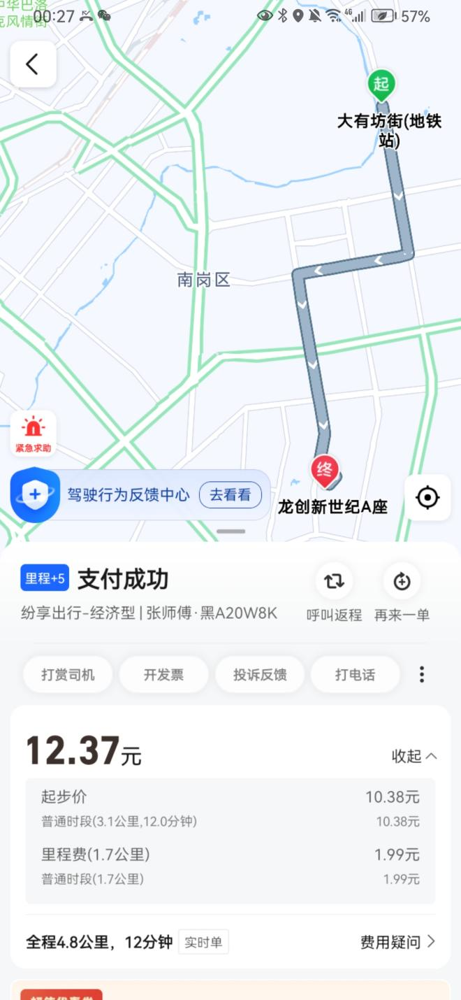 中华巴洛
克风情街
00:27
4G
57%
起
大有坊街(地铁
站)
南岗区
紧急求助
驾驶行为反馈中心
去看看
终
龙创新世纪A座
里程+5 支付成功
纷享出行-经济型 | 张师傅·黑A20W8K
呼叫返程
再来一单
打赏司机
开发票
投诉反馈
打电话
12.37元
收起
起步价 10.38元
普通时段(3.1公里,12.0分钟) 10.38元
里程费(1.7公里) 1.99元
普通时段(1.7公里) 1.99元
全程4.8公里，12分钟 实时单 费用疑问